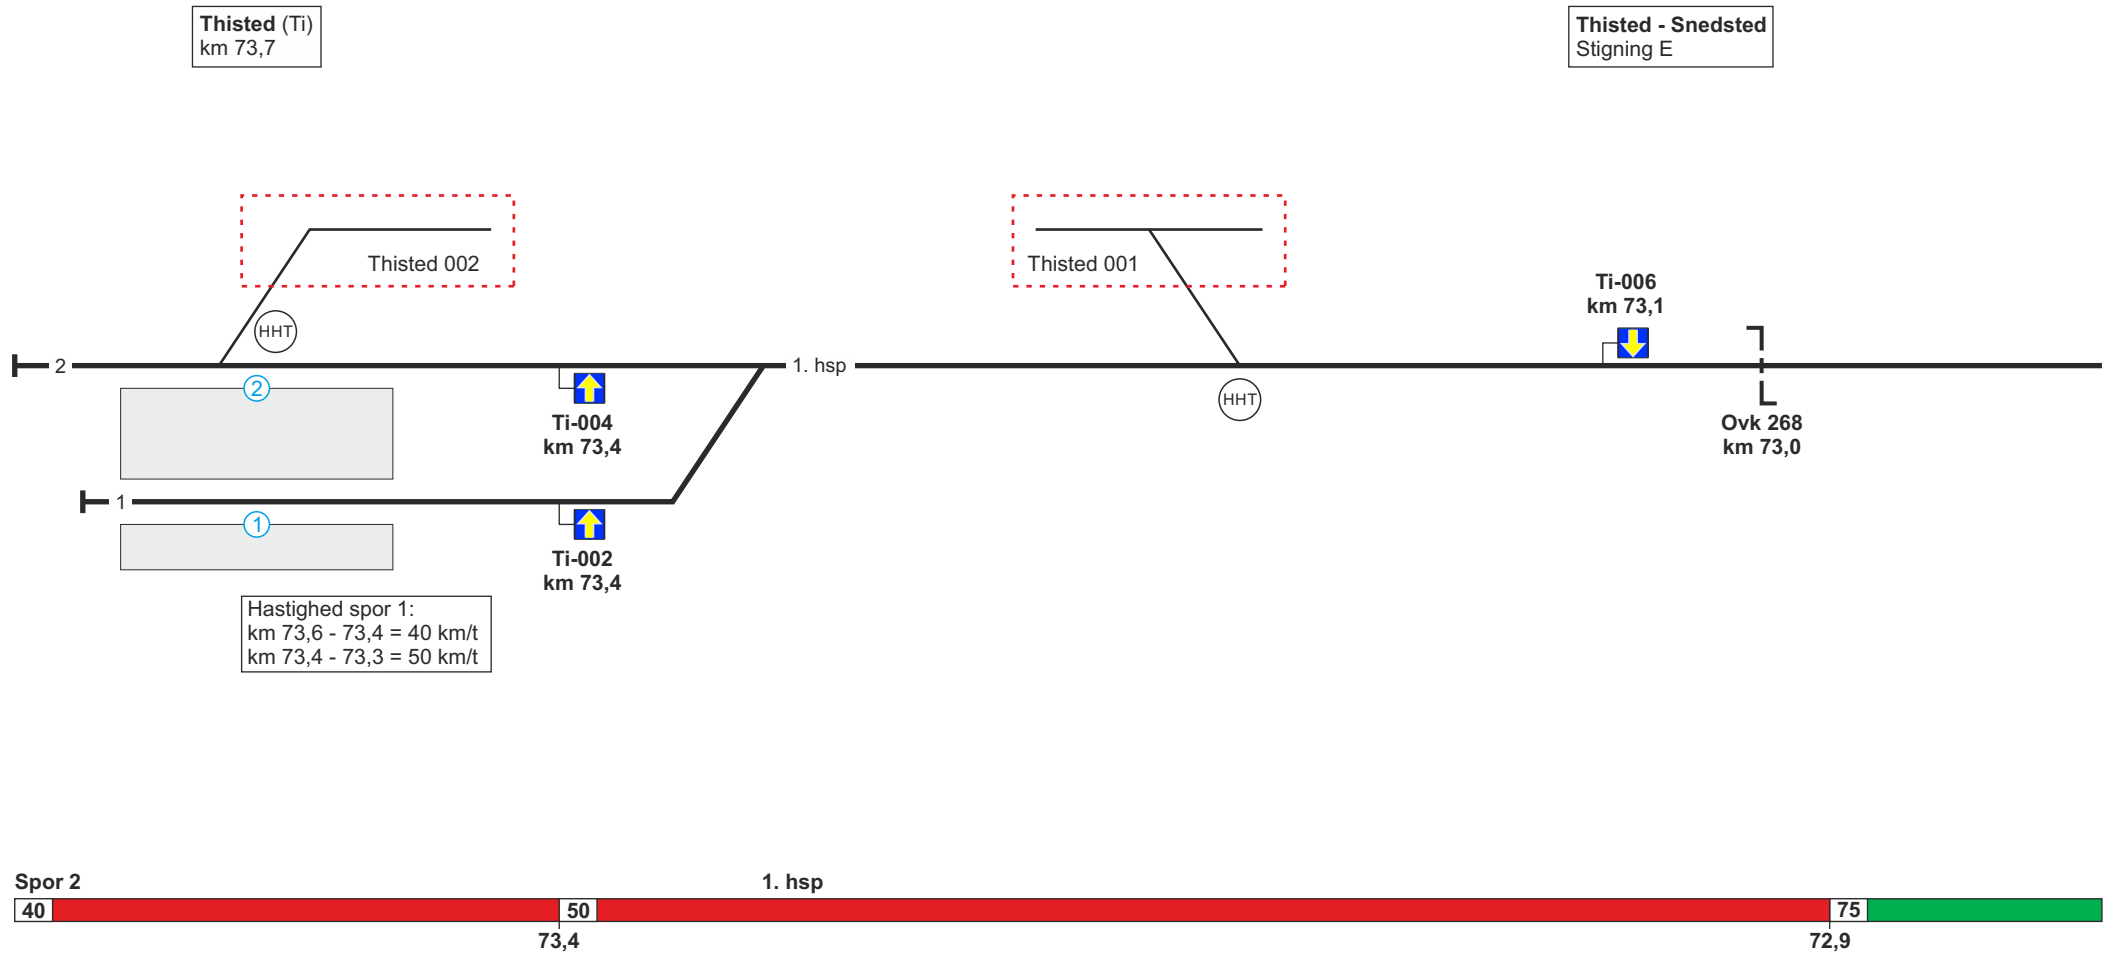 Thisted (Ti)
km 73,7
Thisted - Snedsted
Stigning E
Thisted 002
Thisted 001
HHT
Ti-006
km 73,1
2
1. hsp
2
Ti-004
km 73,4
HHT
Ovk 268
km 73,0
1
1
Ti-002
km 73,4
Hastighed spor 1:
km 73,6 - 73,4 = 40 km/t
km 73,4 - 73,3 = 50 km/t
Spor 2
1. hsp
40
50
75
73,4
72,9